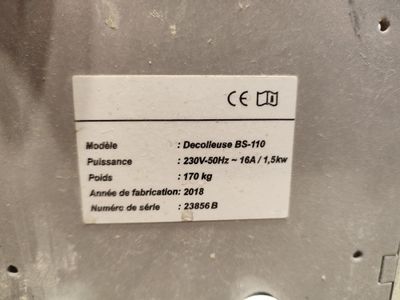 CE
Modèle : Decolleuse BS-110
Puissance : 230V-50Hz ~ 16A / 1,5kw
Poids : 170 kg
Année de fabrication: 2018
Numéro de série : 23856 B